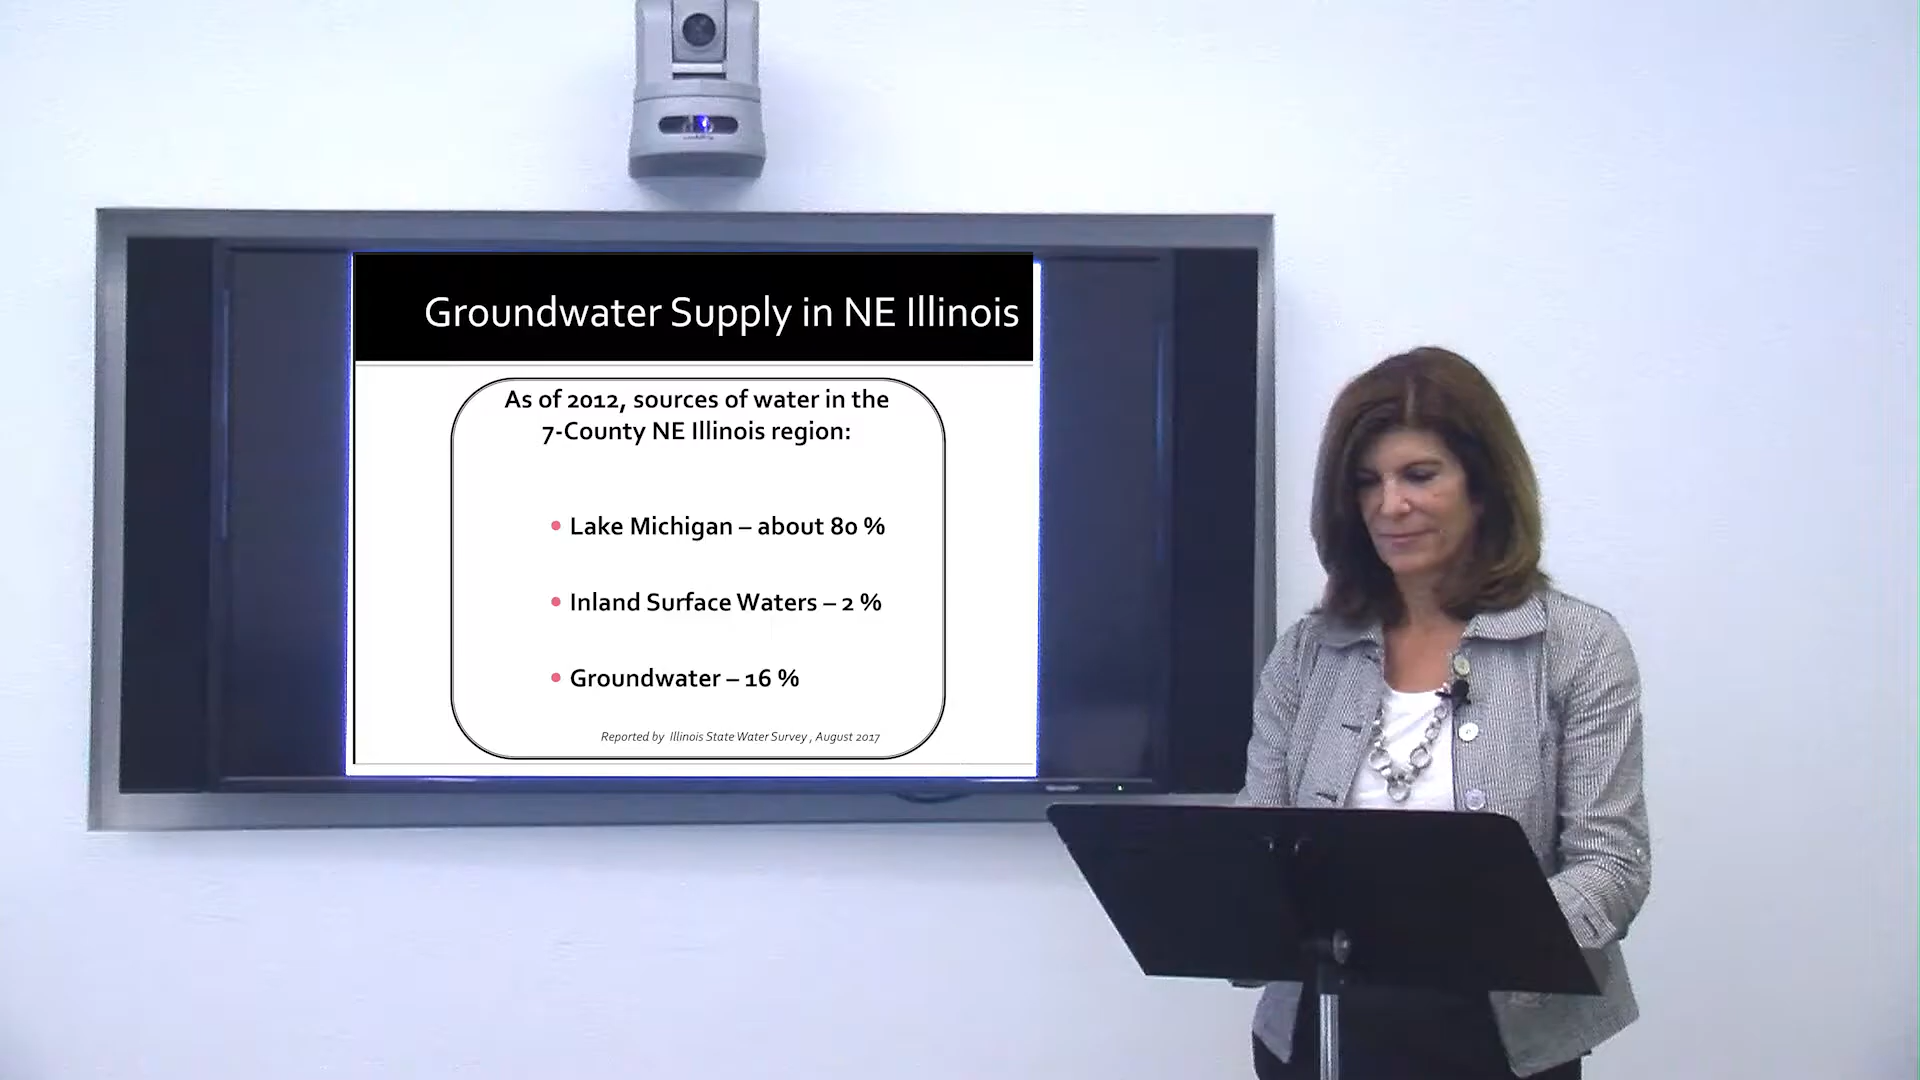 Groundwater Supply in NE Illinois
As of 2012, sources of water in the
7-County NE Illinois region:
• Lake Michigan – about 80 %
• Inland Surface Waters – 2 %
• Groundwater – 16 %
Reported by Illinois State Water Survey , August 2017